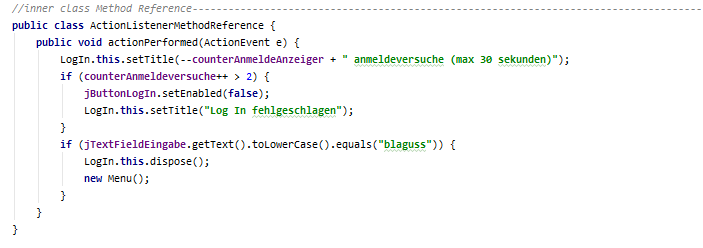 //inner class Method Reference--------------------------------------------------------------------------------------
public class ActionListenerMethodReference {
    public void actionPerformed(ActionEvent e) {
        LogIn.this.setTitle(--counterAnmeldeAnzeiger + " anmeldeversuche (max 30 sekunden)");
        if (counterAnmeldeversuche++ > 2) {
            jButtonLogIn.setEnabled(false);
            LogIn.this.setTitle("Log In fehlgeschlagen");
        }
        if (jTextFieldEingabe.getText().toLowerCase().equals("blaguss")) {
            LogIn.this.dispose();
            new Menu();
        }
    }
}